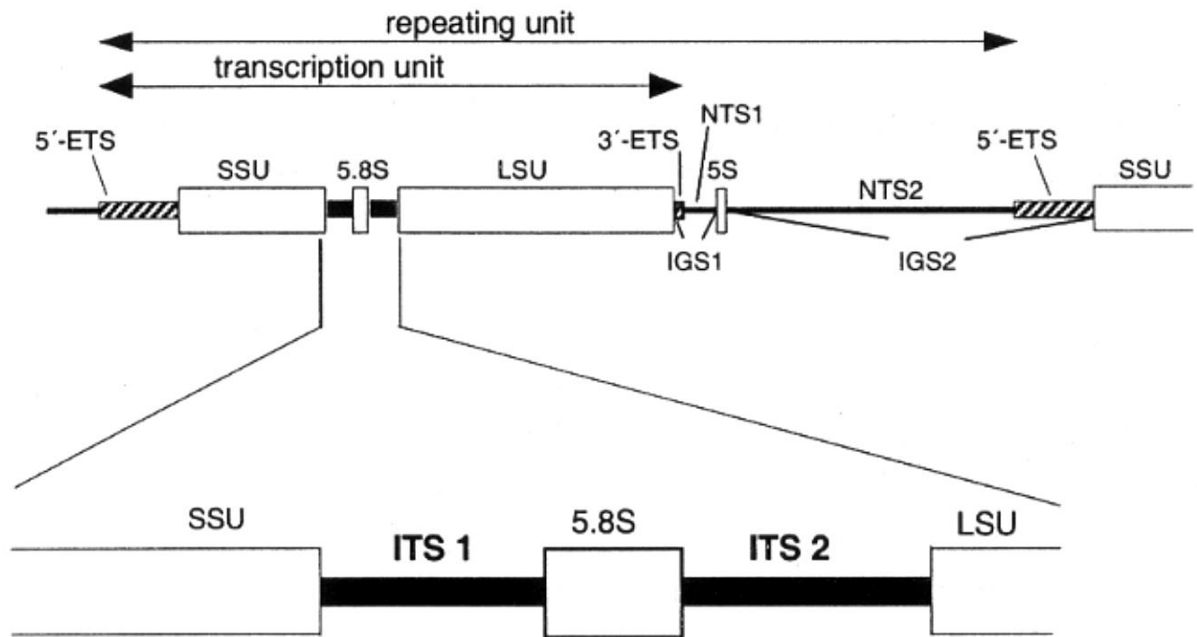 repeating unit
transcription unit
NTS1
5´-ETS 3´-ETS 5´-ETS
SSU 5.8S LSU 5S SSU
NTS2
IGS1 IGS2
SSU 5.8S LSU
ITS 1 ITS 2